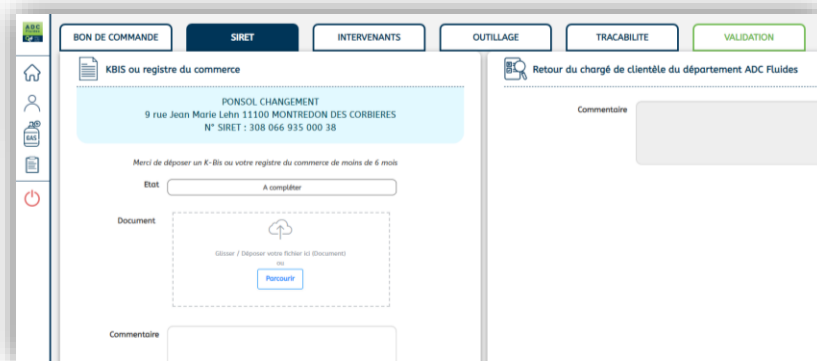 ADC
BON DE COMMANDE
SIRET
INTERVENANTS
OUTILLAGE
TRACABILITE
VALIDATION
KBIS ou registre du commerce
PONSOL CHANGEMENT
9 rue Jean Marie Lehn 11100 MONTREDON DES CORBIERES
N° SIRET : 308 066 935 000 38
Merci de déposer un K-Bis ou votre registre du commerce de moins de 6 mois
Etat
A compléter
Document
Glisser / Déposer votre fichier ici (Document)
ou
Parcourir
Commentaire
Retour du chargé de clientèle du département ADC Fluides
Commentaire
GAS